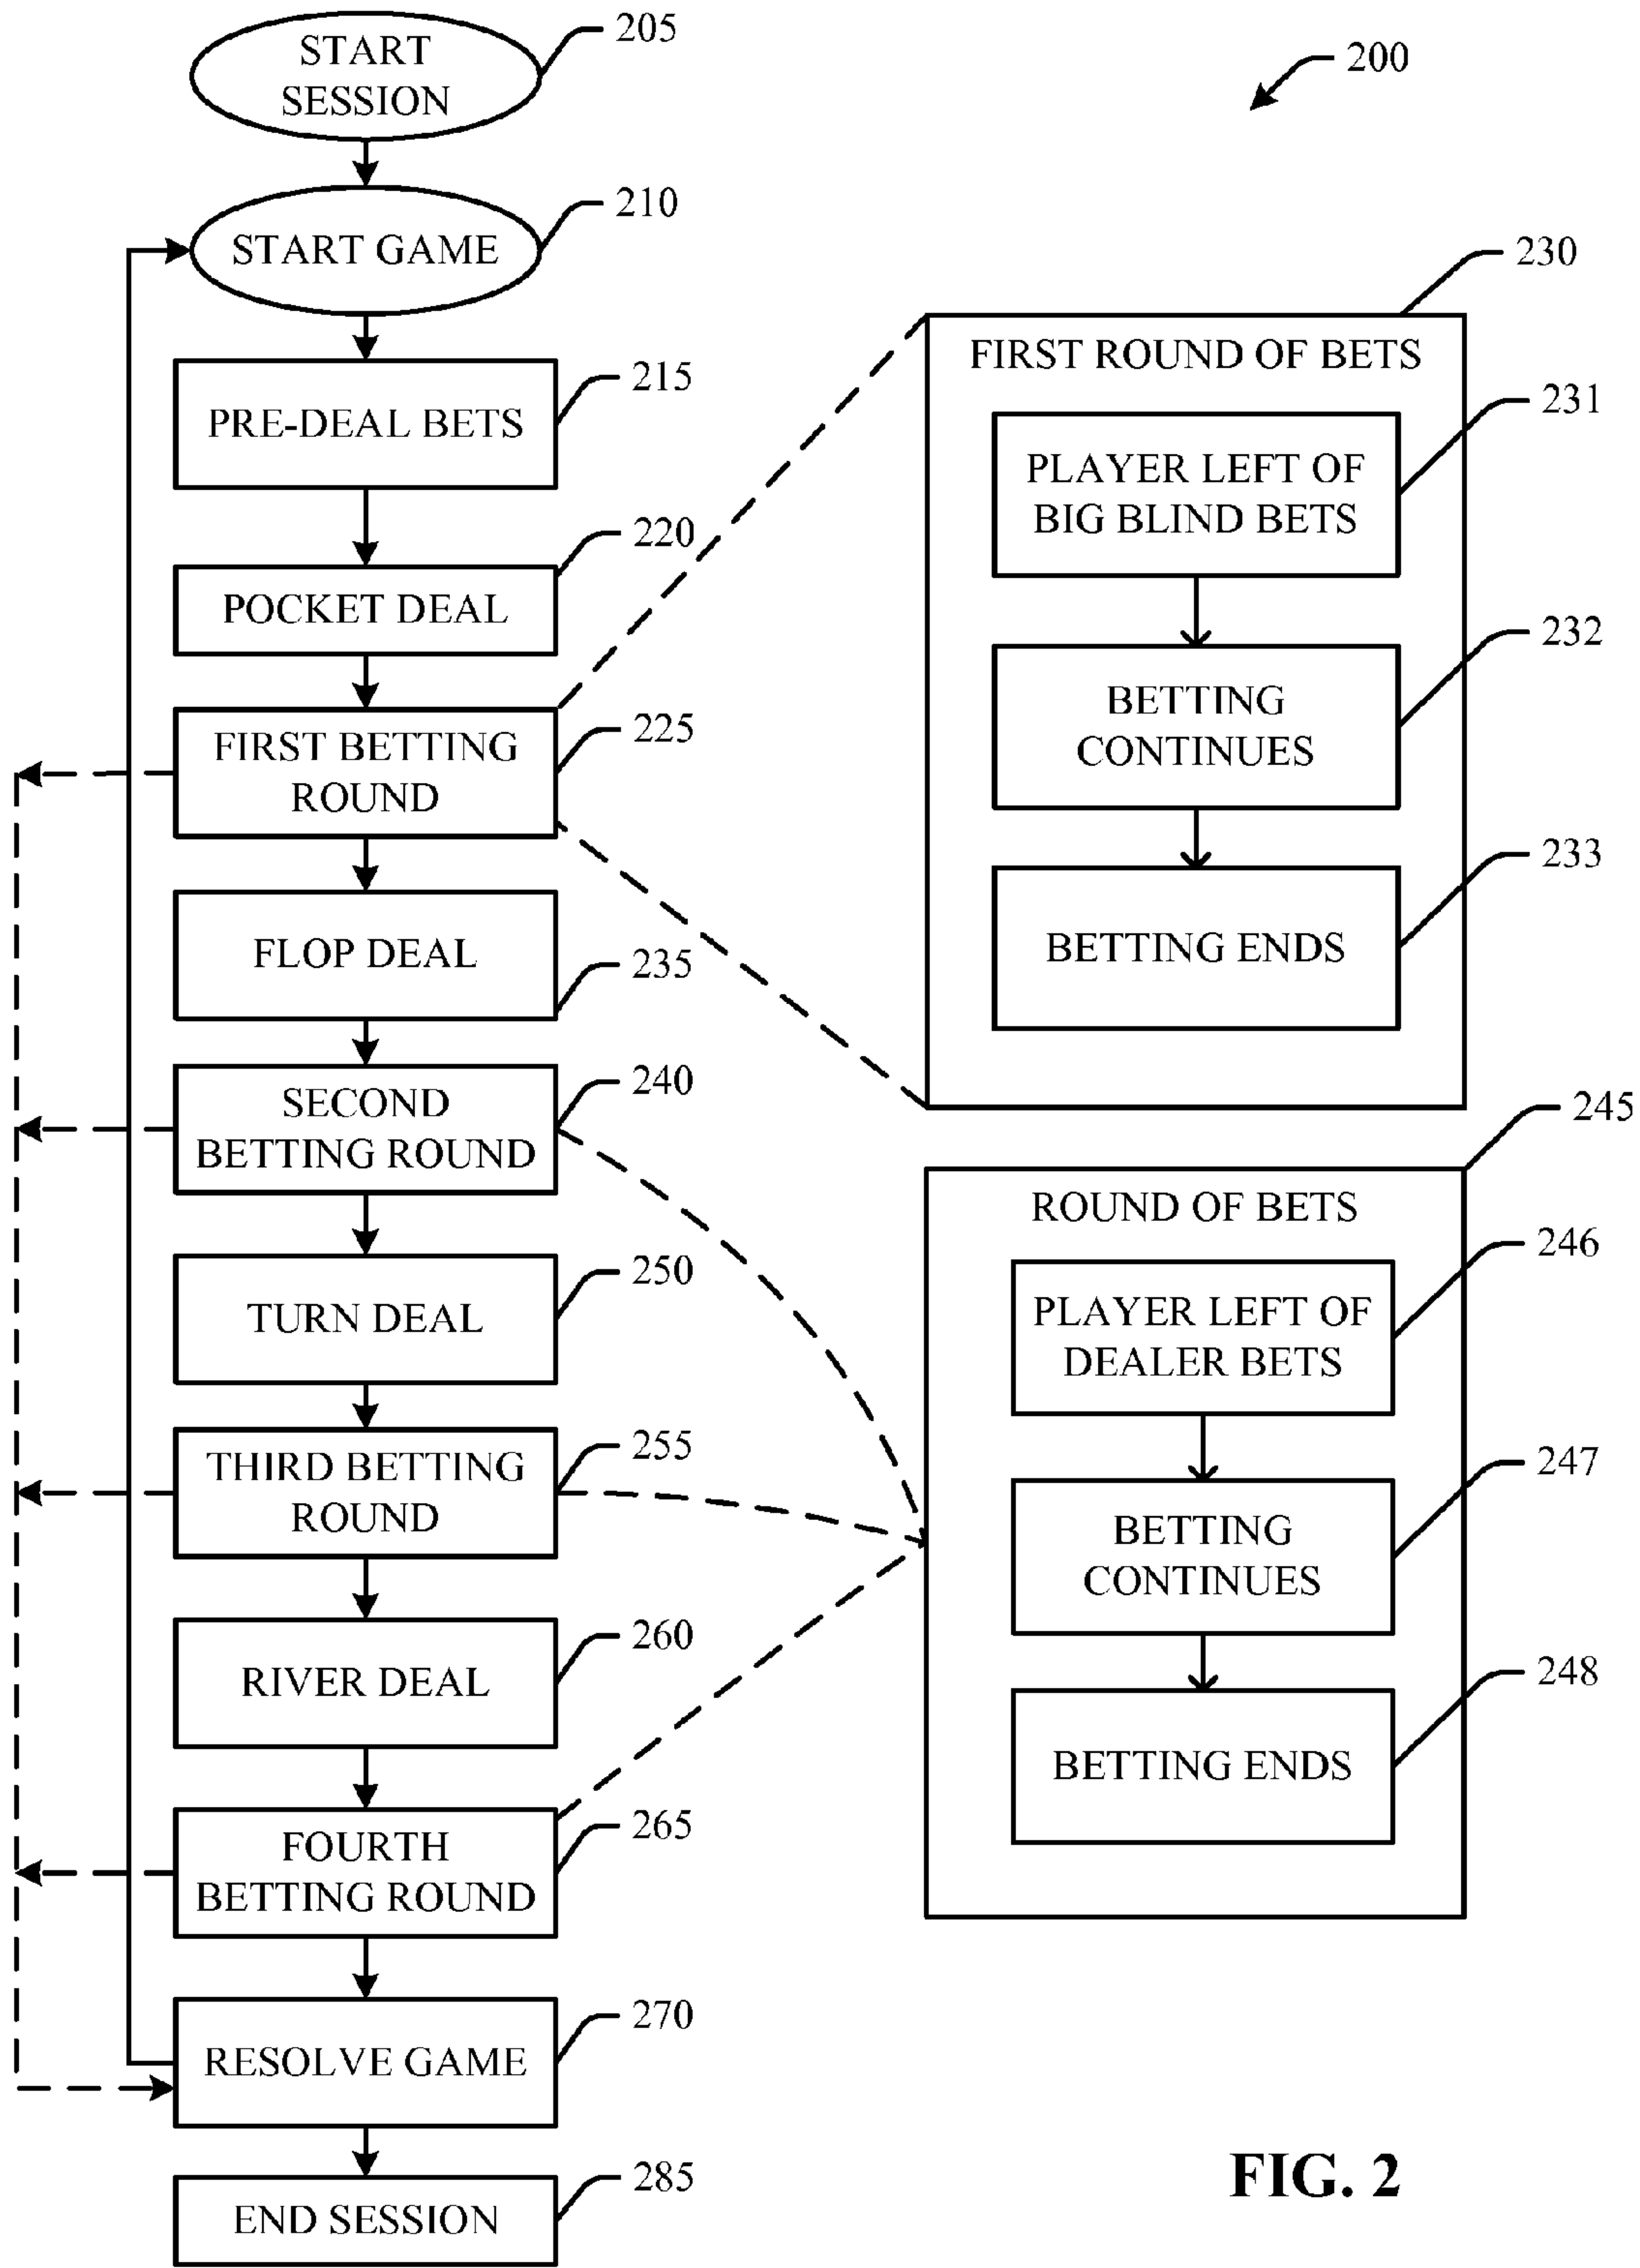 START
SESSION
205
200
START GAME
210
PRE-DEAL BETS
215
POCKET DEAL
220
FIRST BETTING
ROUND
225
FLOP DEAL
235
SECOND
BETTING ROUND
240
TURN DEAL
250
THIRD BETTING
ROUND
255
RIVER DEAL
260
FOURTH
BETTING ROUND
265
RESOLVE GAME
270
END SESSION
285
230
FIRST ROUND OF BETS
231
PLAYER LEFT OF
BIG BLIND BETS
232
BETTING
CONTINUES
233
BETTING ENDS
245
ROUND OF BETS
246
PLAYER LEFT OF
DEALER BETS
247
BETTING
CONTINUES
248
BETTING ENDS
FIG. 2